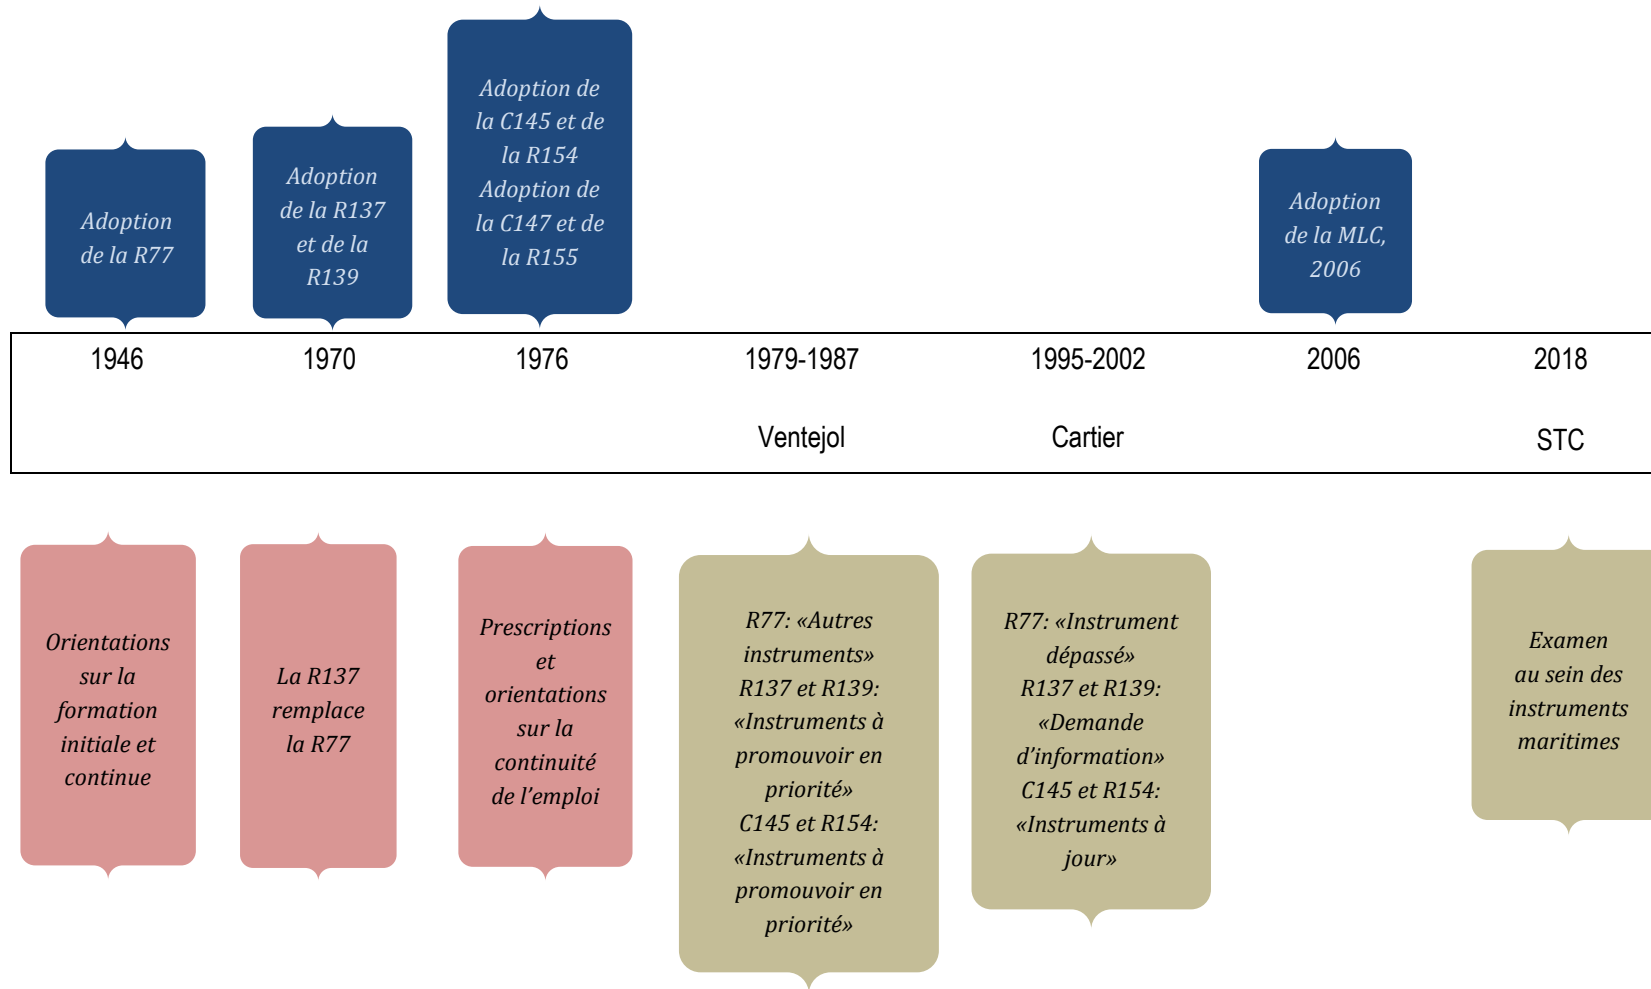 Adoption
de la R77
Adoption
de la R137
et de la
R139
Adoption de
la C145 et de
la R154
Adoption de
la C147 et de
la R155
Adoption
de la MLC,
2006
1946
1970
1976
1979-1987
1995-2002
2006
2018
Ventejol
Cartier
STC
Orientations
sur la
formation
initiale et
continue
La R137
remplace
la R77
Prescriptions
et
orientations
sur la
continuité
de l’emploi
R77: «Autres
instruments»
R137 et R139:
«Instruments à
promouvoir en
priorité»
C145 et R154:
«Instruments à
promouvoir en
priorité»
R77: «Instrument
dépassé»
R137 et R139:
«Demande
d’information»
C145 et R154:
«Instruments à
jour»
Examen
au sein des
instruments
maritimes